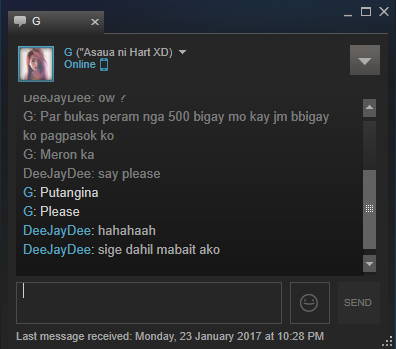 G
G ("Asaua ni Hart XD)
Online
DeeJayDee: ow ?
G: Par bukas peram nga 500 bigay mo kay jm bbigay
ko pagpasok ko
G: Meron ka
DeeJayDee: say please
G: Putangina
G: Please
DeeJayDee: hahahaah
DeeJayDee: sige dahil mabait ako
SEND
Last message received: Monday, 23 January 2017 at 10:28 PM